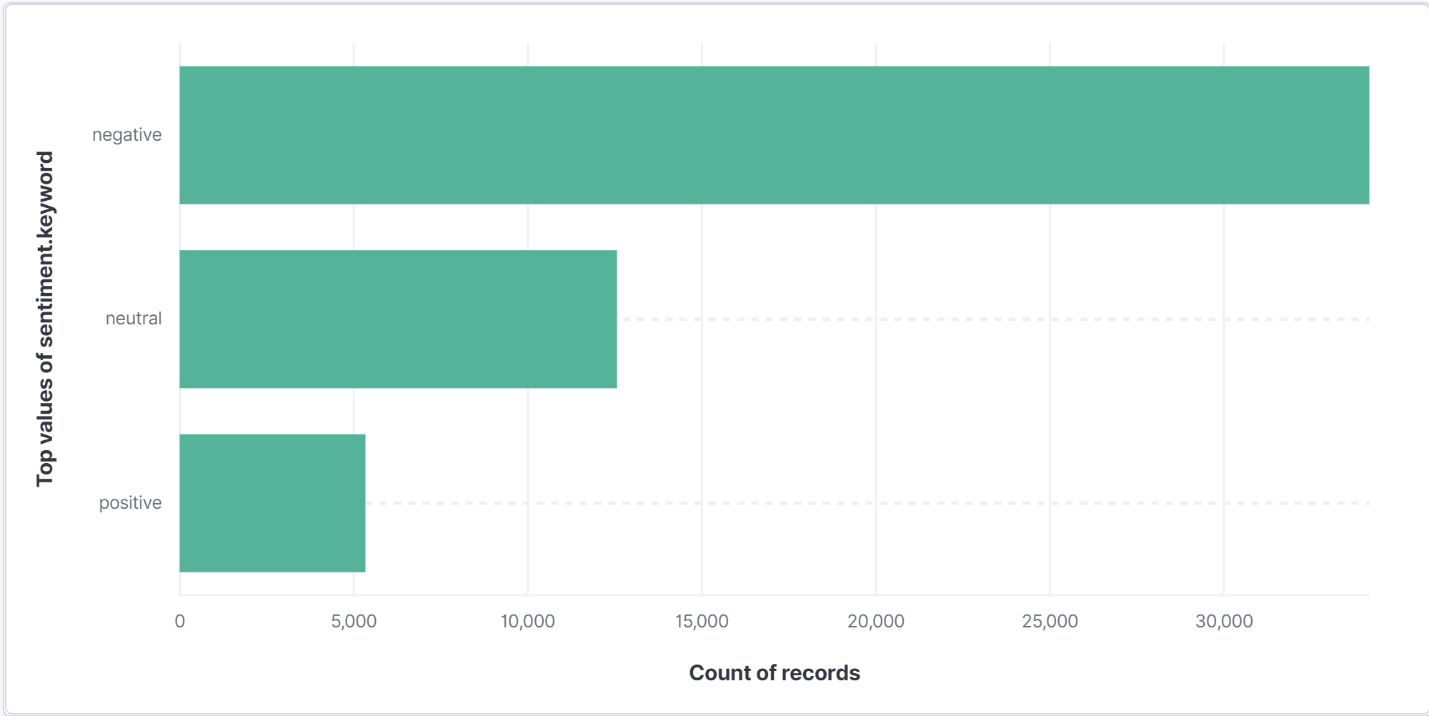 Top values of sentiment.keyword
negative
neutral
positive
0
5,000
10,000
15,000
20,000
25,000
30,000
Count of records